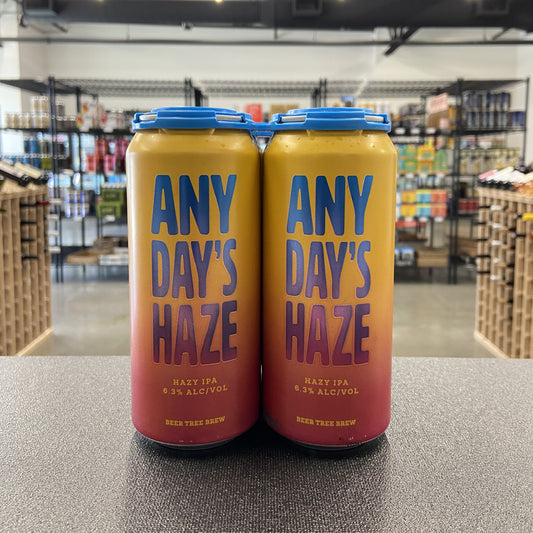 ANY
DAY'S
HAZE
HAZY IPA
6.3% ALC/VOL
BEER TREE BREW
ANY
DAY'S
HAZE
HAZY IPA
6.3% ALC/VOL
BEER TREE BREW